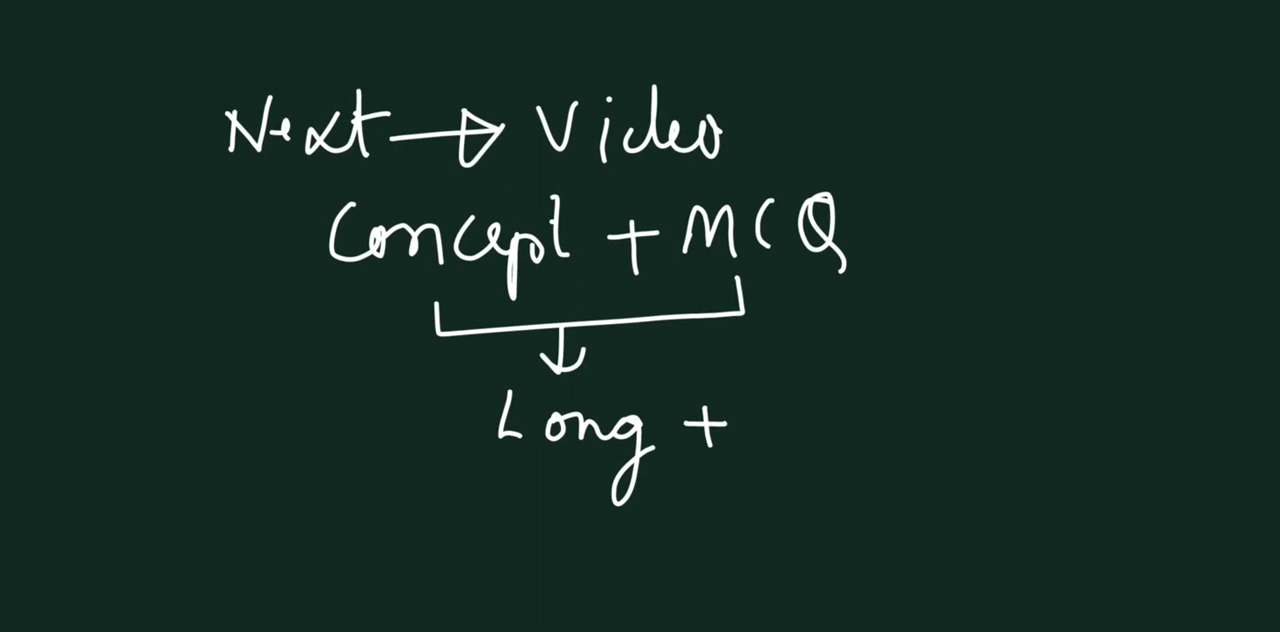 Next → Video
Concept + MCQ
Long +